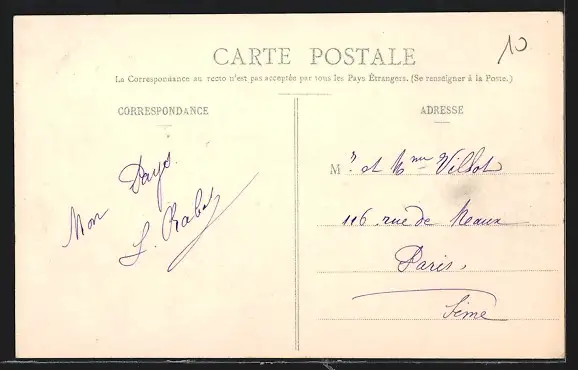 10
CARTE POSTALE
La Correspondance au recto n'est pas acceptée par tous les Pays Étrangers. (Se renseigner à la Poste.)
CORRESPONDANCE
Mon Pays
ADRESSE
M r et Mme Villot
116 rue de Meaux
Paris.
Seine